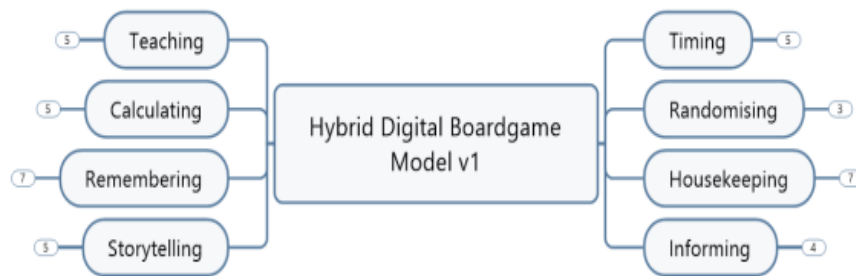 5 Teaching
5 Calculating
7 Remembering
5 Storytelling
Hybrid Digital Boardgame
Model v1
Timing 5
Randomising 3
Housekeeping 7
Informing 4